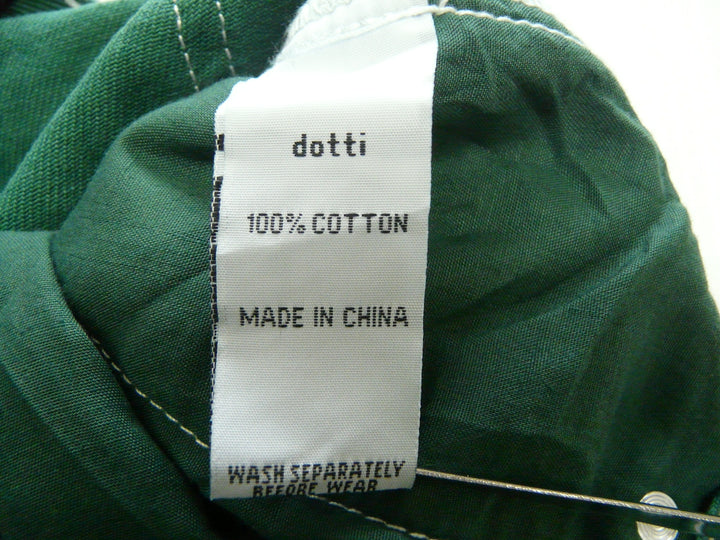 dotti
100% COTTON
MADE IN CHINA
WASH SEPARATELY
BEFORE WEAR